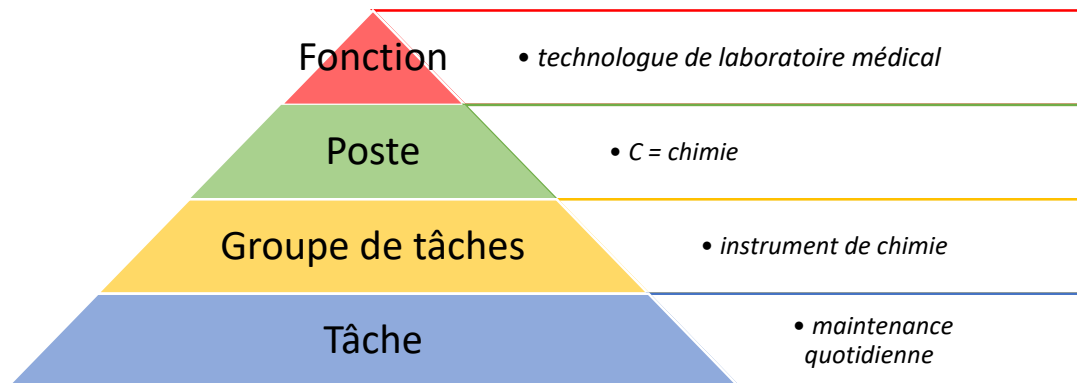 Fonction
• technologue de laboratoire médical
Poste
• C = chimie
Groupe de tâches
• instrument de chimie
Tâche
• maintenance
quotidienne